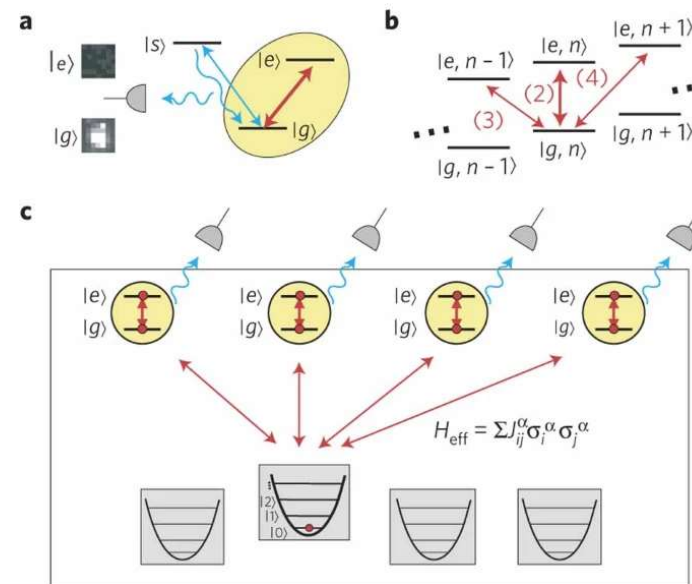 a
|s⟩
|e⟩
|e⟩
|g⟩
|g⟩
b
|e, n − 1⟩
|e, n⟩
|e, n + 1⟩
(2)
(4)
(3)
|g, n − 1⟩
|g, n⟩
|g, n + 1⟩
c
|e⟩ |e⟩ |e⟩ |e⟩
|g⟩ |g⟩ |g⟩ |g⟩
H_eff = ΣJ_ij^α σ_i^α σ_j^α
|2⟩
|1⟩
|0⟩